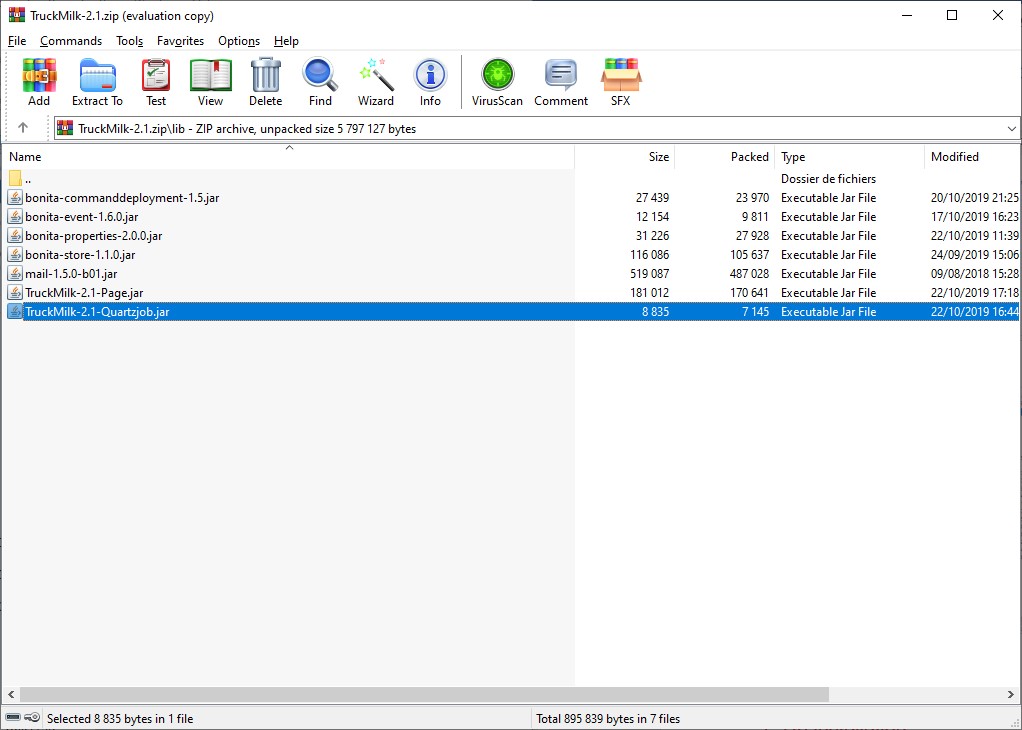 TruckMilk-2.1.zip (evaluation copy)
File Commands Tools Favorites Options Help
Add Extract To Test View Delete Find Wizard Info VirusScan Comment SFX
TruckMilk-2.1.zip\lib - ZIP archive, unpacked size 5 797 127 bytes
Name Size Packed Type Modified
.. Dossier de fichiers
bonita-commanddeployment-1.5.jar 27 439 23 970 Executable Jar File 20/10/2019 21:25
bonita-event-1.6.0.jar 12 154 9 811 Executable Jar File 17/10/2019 16:23
bonita-properties-2.0.0.jar 31 226 27 928 Executable Jar File 22/10/2019 11:39
bonita-store-1.1.0.jar 116 086 105 637 Executable Jar File 24/09/2019 15:06
mail-1.5.0-b01.jar 519 087 487 028 Executable Jar File 09/08/2018 15:28
TruckMilk-2.1-Page.jar 181 012 170 641 Executable Jar File 22/10/2019 17:18
TruckMilk-2.1-Quartzjob.jar 8 835 7 145 Executable Jar File 22/10/2019 16:44
Selected 8 835 bytes in 1 file Total 895 839 bytes in 7 files